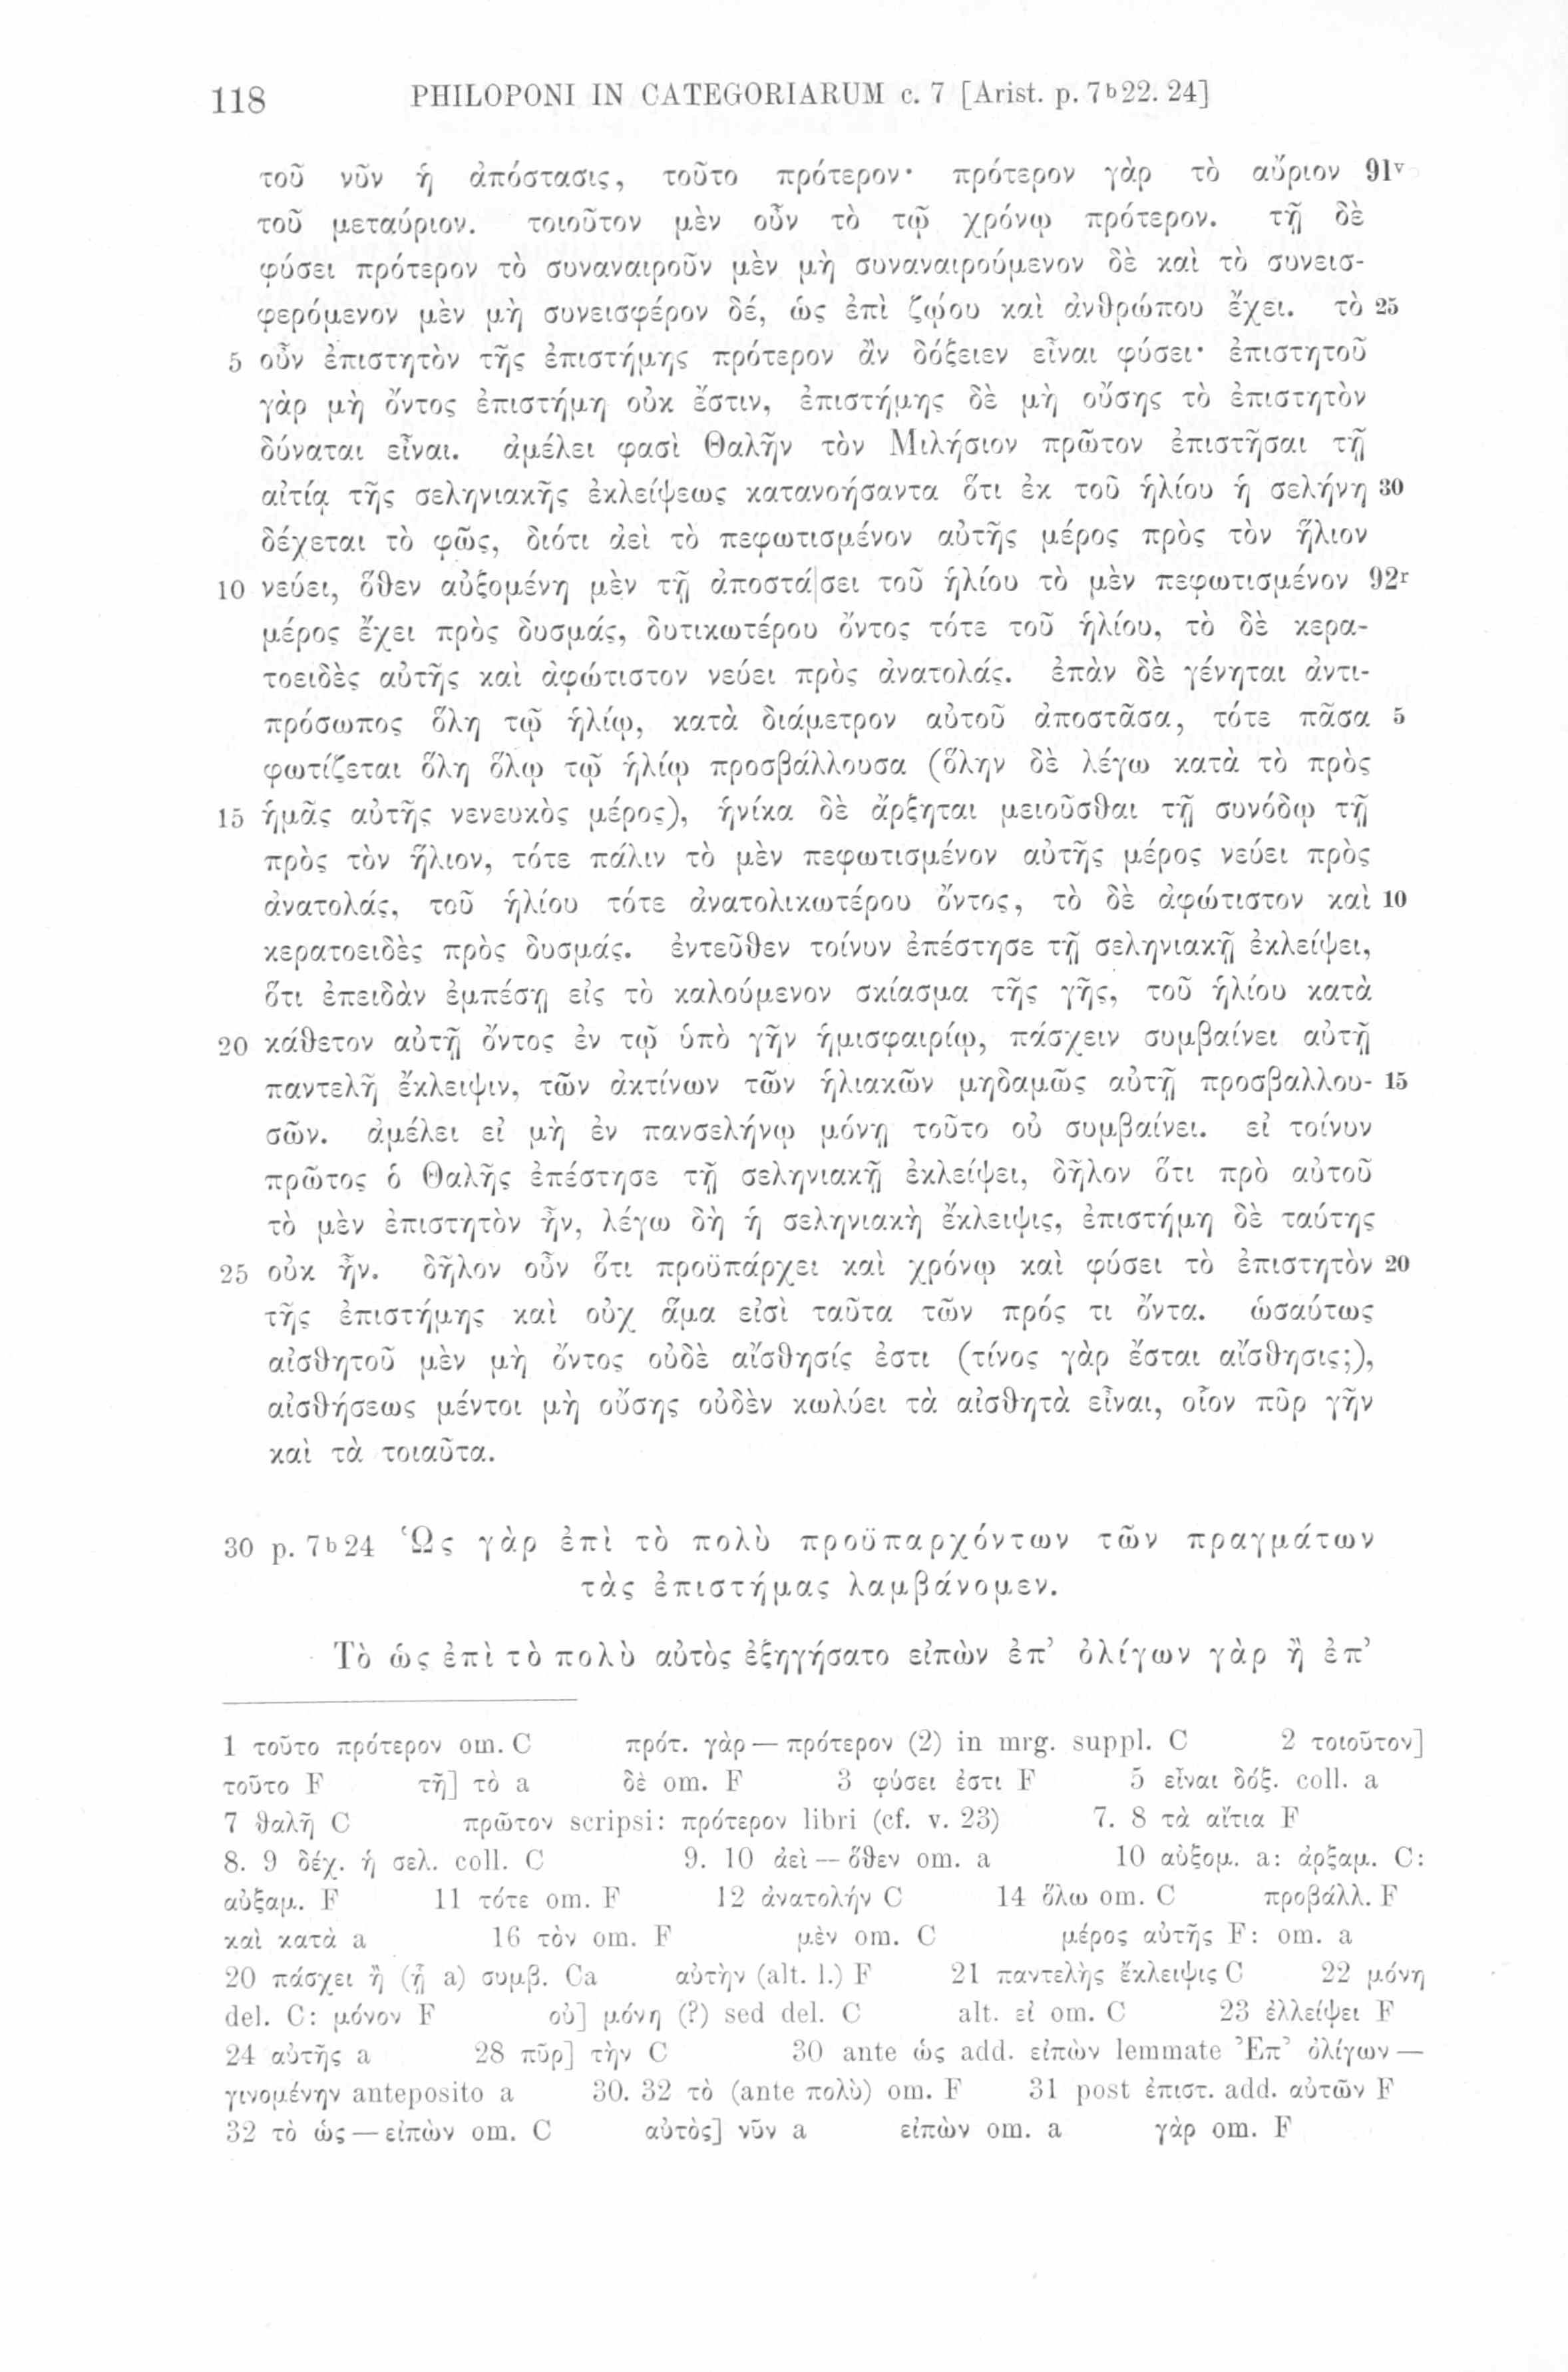 118 PHILOPONI IN CATEGORIARUM c. 7 [Arist. p. 7ᵇ22. 24]
τοῦ νῦν ἡ ἀπόστασις, τοῦτο πρότερον· πρότερον γὰρ τὸ αὔριον 91ᵛ
τοῦ μεταύριον. τοιοῦτον μὲν οὖν τὸ τῷ χρόνῳ πρότερον. τῇ δὲ
φύσει πρότερον τὸ συναναιροῦν μὲν μὴ συναναιρούμενον δὲ καὶ τὸ συνεισ-
φερόμενον μὲν μὴ συνεισφέρον δέ, ὡς ἐπὶ ζῴου καὶ ἀνθρώπου ἔχει. τὸ 25
5 οὖν ἐπιστητὸν τῆς ἐπιστήμης πρότερον ἂν δόξειεν εἶναι φύσει· ἐπιστητοῦ
γὰρ μὴ ὄντος ἐπιστήμη οὐκ ἔστιν, ἐπιστήμης δὲ μὴ οὔσης τὸ ἐπιστητὸν
δύναται εἶναι. ἀμέλει φασὶ Θαλῆν τὸν Μιλήσιον πρῶτον ἐπιστῆσαι τῇ
αἰτίᾳ τῆς σεληνιακῆς ἐκλείψεως κατανοήσαντα ὅτι ἐκ τοῦ ἡλίου ἡ σελήνη 30
δέχεται τὸ φῶς, διότι ἀεὶ τὸ πεφωτισμένον αὐτῆς μέρος πρὸς τὸν ἥλιον
10 νεύει, ὅθεν αὐξομένη μὲν τῇ ἀποστά|σει τοῦ ἡλίου τὸ μὲν πεφωτισμένον 92ʳ
μέρος ἔχει πρὸς δυσμάς, δυτικωτέρου ὄντος τότε τοῦ ἡλίου, τὸ δὲ κερα-
τοειδὲς αὐτῆς καὶ ἀφώτιστον νεύει πρὸς ἀνατολάς. ἐπὰν δὲ γένηται ἀντι-
πρόσωπος ὅλη τῷ ἡλίῳ, κατὰ διάμετρον αὐτοῦ ἀποστᾶσα, τότε πᾶσα 5
φωτίζεται ὅλη ὅλῳ τῷ ἡλίῳ προσβάλλουσα (ὅλην δὲ λέγω κατὰ τὸ πρὸς
15 ἡμᾶς αὐτῆς νενευκὸς μέρος), ἡνίκα δὲ ἄρξηται μειοῦσθαι τῇ συνόδῳ τῇ
πρὸς τὸν ἥλιον, τότε πάλιν τὸ μὲν πεφωτισμένον αὐτῆς μέρος νεύει πρὸς
ἀνατολάς, τοῦ ἡλίου τότε ἀνατολικωτέρου ὄντος, τὸ δὲ ἀφώτιστον καὶ 10
κερατοειδὲς πρὸς δυσμάς. ἐντεῦθεν τοίνυν ἐπέστησε τῇ σεληνιακῇ ἐκλείψει,
ὅτι ἐπειδὰν ἐμπέσῃ εἰς τὸ καλούμενον σκίασμα τῆς γῆς, τοῦ ἡλίου κατὰ
20 κάθετον αὐτῇ ὄντος ἐν τῷ ὑπὸ γῆν ἡμισφαιρίῳ, πάσχειν συμβαίνει αὐτῇ
παντελῆ ἔκλειψιν, τῶν ἀκτίνων τῶν ἡλιακῶν μηδαμῶς αὐτῇ προσβαλλου- 15
σῶν. ἀμέλει εἰ μὴ ἐν πανσελήνῳ μόνῃ τοῦτο οὐ συμβαίνει. εἰ τοίνυν
πρῶτος ὁ Θαλῆς ἐπέστησε τῇ σεληνιακῇ ἐκλείψει, δῆλον ὅτι πρὸ αὐτοῦ
τὸ μὲν ἐπιστητὸν ἦν, λέγω δὴ ἡ σεληνιακὴ ἔκλειψις, ἐπιστήμη δὲ ταύτης
25 οὐκ ἦν. δῆλον οὖν ὅτι προϋπάρχει καὶ χρόνῳ καὶ φύσει τὸ ἐπιστητὸν 20
τῆς ἐπιστήμης καὶ οὐχ ἅμα εἰσὶ ταῦτα τῶν πρός τι ὄντα. ὡσαύτως
αἰσθητοῦ μὲν μὴ ὄντος οὐδὲ αἴσθησίς ἐστι (τίνος γὰρ ἔσται αἴσθησις;),
αἰσθήσεως μέντοι μὴ οὔσης οὐδὲν κωλύει τὰ αἰσθητὰ εἶναι, οἷον πῦρ γῆν
καὶ τὰ τοιαῦτα.
30 p. 7ᵇ24 Ὡς γὰρ ἐπὶ τὸ πολὺ προϋπαρχόντων τῶν πραγμάτων
τὰς ἐπιστήμας λαμβάνομεν.
Τὸ ὡς ἐπὶ τὸ πολὺ αὐτὸς ἐξηγήσατο εἰπὼν ἐπ’ ὀλίγων γὰρ ἢ ἐπ’
1 τοῦτο πρότερον om. C πρότ. γὰρ — πρότερον (2) in mrg. suppl. C 2 τοιοῦτον]
τοῦτο F τῇ] τὸ a δὲ om. F 3 φύσει ἐστι F 5 εἶναι δόξ. coll. a
7 θαλῆ C πρῶτον scripsi: πρότερον libri (cf. v. 23) 7. 8 τὰ αἴτια F
8. 9 δέχ. ἡ σελ. coll. C 9. 10 ἀεὶ — ὅθεν om. a 10 αὐξομ. a: ἀρξαμ. C:
αὐξαμ. F 11 τότε om. F 12 ἀνατολήν C 14 ὅλω om. C προβάλλ. F
καὶ κατὰ a 16 τὸν om. F μὲν om. C μέρος αὐτῆς F: om. a
20 πάσχει ἢ (ᾗ a) συμβ. Ca αὐτὴν (alt. l.) F 21 παντελὴς ἔκλειψις C 22 μόνη
del. C: μόνον F οὐ] μόνη (?) sed del. C alt. εἰ om. C 23 ἐλλείψει F
24 αὐτῆς a 28 πῦρ] τὴν C 30 ante ὡς add. εἰπὼν lemmate Ἐπ’ ὀλίγων —
γινομένην anteposito a 30. 32 τὸ (ante πολὺ) om. F 31 post ἐπιστ. add. αὐτῶν F
32 τὸ ὡς — εἰπὼν om. C αὐτὸς] νῦν a εἰπὼν om. a γὰρ om. F